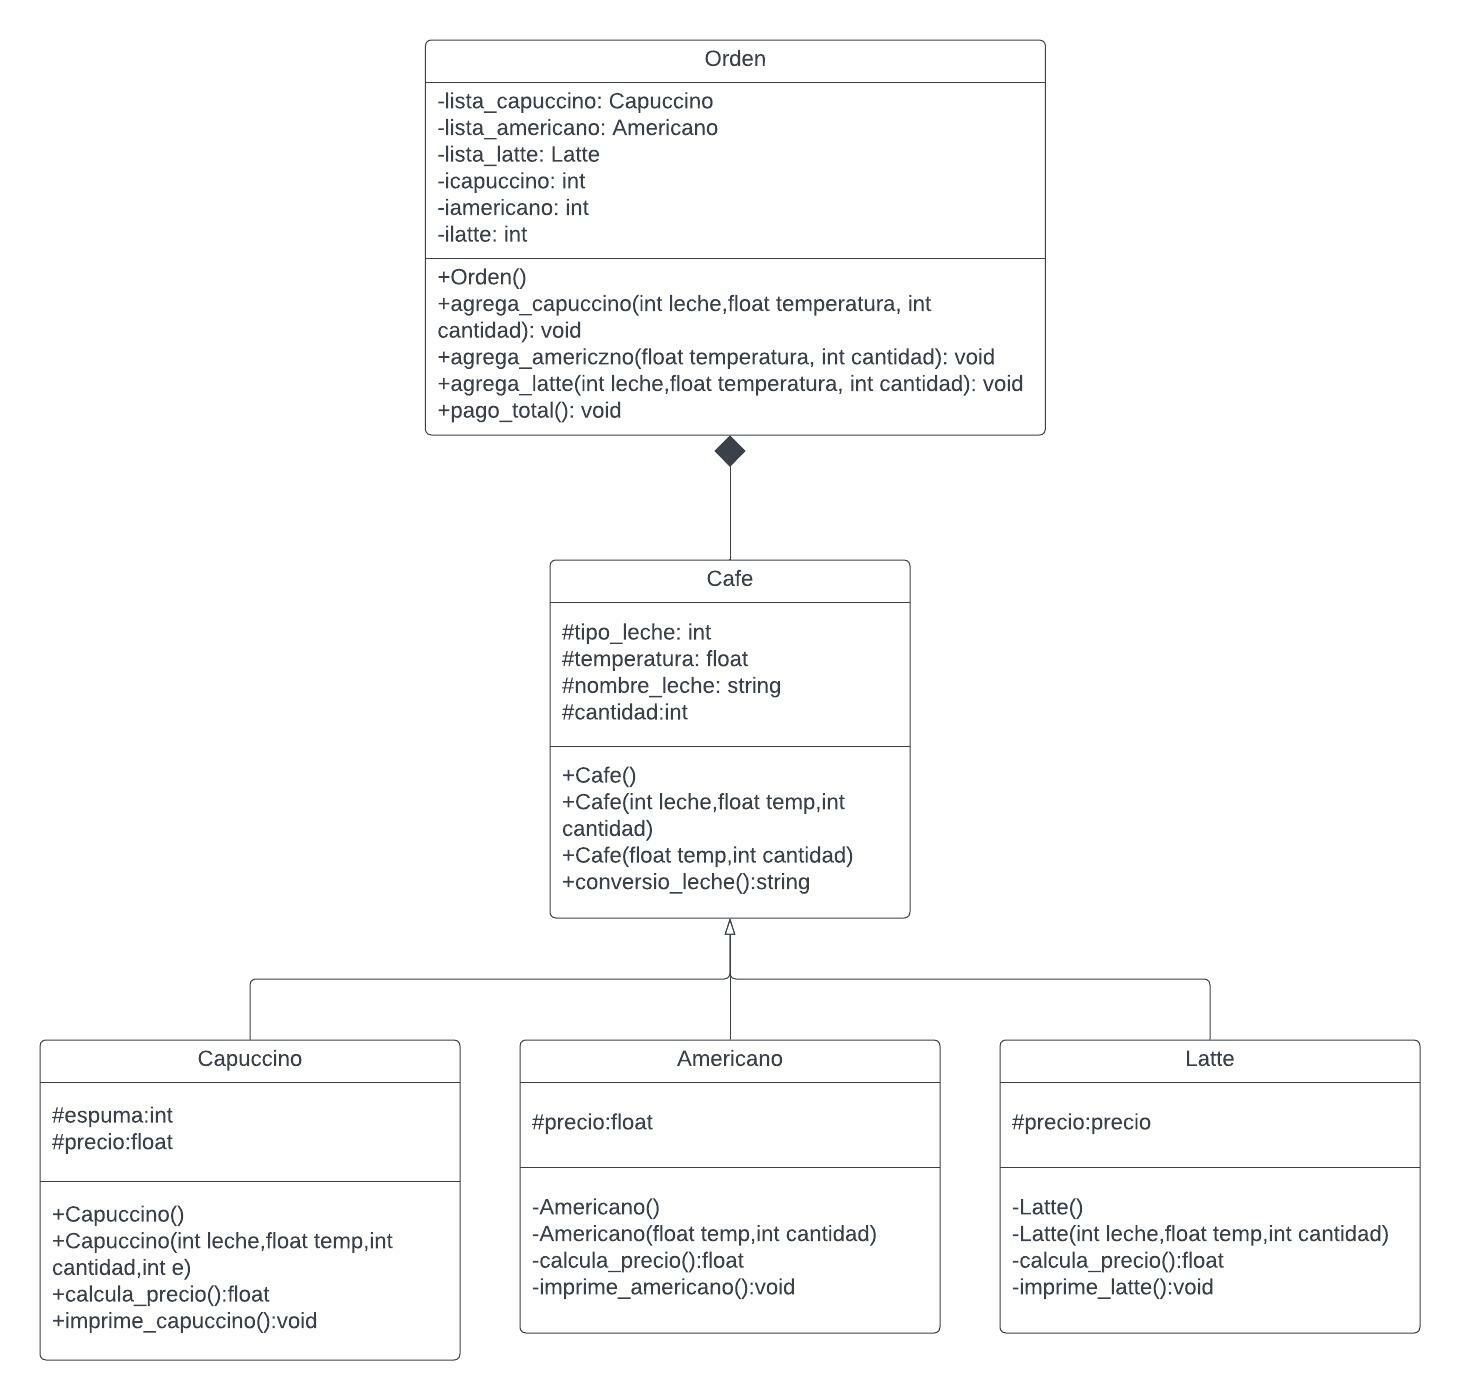 Orden
-lista_capuccino: Capuccino
-lista_americano: Americano
-lista_latte: Latte
-icapuccino: int
-iamericano: int
-ilatte: int
+Orden()
+agrega_capuccino(int leche,float temperatura, int
cantidad): void
+agrega_americzno(float temperatura, int cantidad): void
+agrega_latte(int leche,float temperatura, int cantidad): void
+pago_total(): void
Cafe
#tipo_leche: int
#temperatura: float
#nombre_leche: string
#cantidad:int
+Cafe()
+Cafe(int leche,float temp,int
cantidad)
+Cafe(float temp,int cantidad)
+conversio_leche():string
Capuccino
#espuma:int
#precio:float
+Capuccino()
+Capuccino(int leche,float temp,int
cantidad,int e)
+calcula_precio():float
+imprime_capuccino():void
Americano
#precio:float
-Americano()
-Americano(float temp,int cantidad)
-calcula_precio():float
-imprime_americano():void
Latte
#precio:precio
-Latte()
-Latte(int leche,float temp,int cantidad)
-calcula_precio():float
-imprime_latte():void